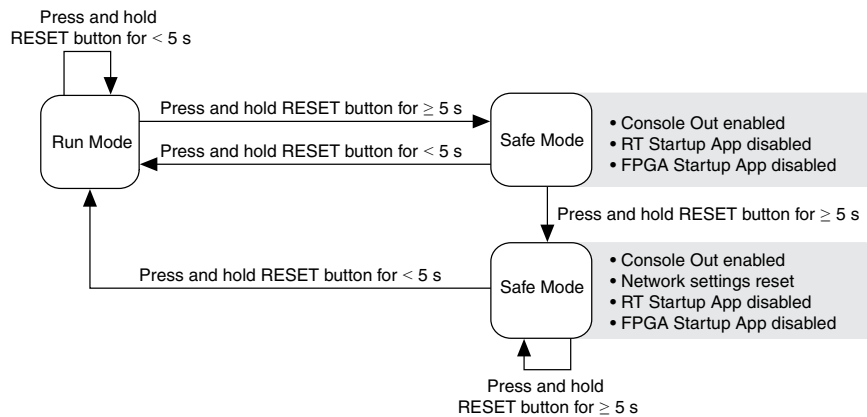 Press and hold
RESET button for < 5 s
Run Mode
Press and hold RESET button for ≥ 5 s
Press and hold RESET button for < 5 s
Safe Mode
• Console Out enabled
• RT Startup App disabled
• FPGA Startup App disabled
Press and hold RESET button for ≥ 5 s
Press and hold RESET button for < 5 s
Safe Mode
• Console Out enabled
• Network settings reset
• RT Startup App disabled
• FPGA Startup App disabled
Press and hold
RESET button for ≥ 5 s